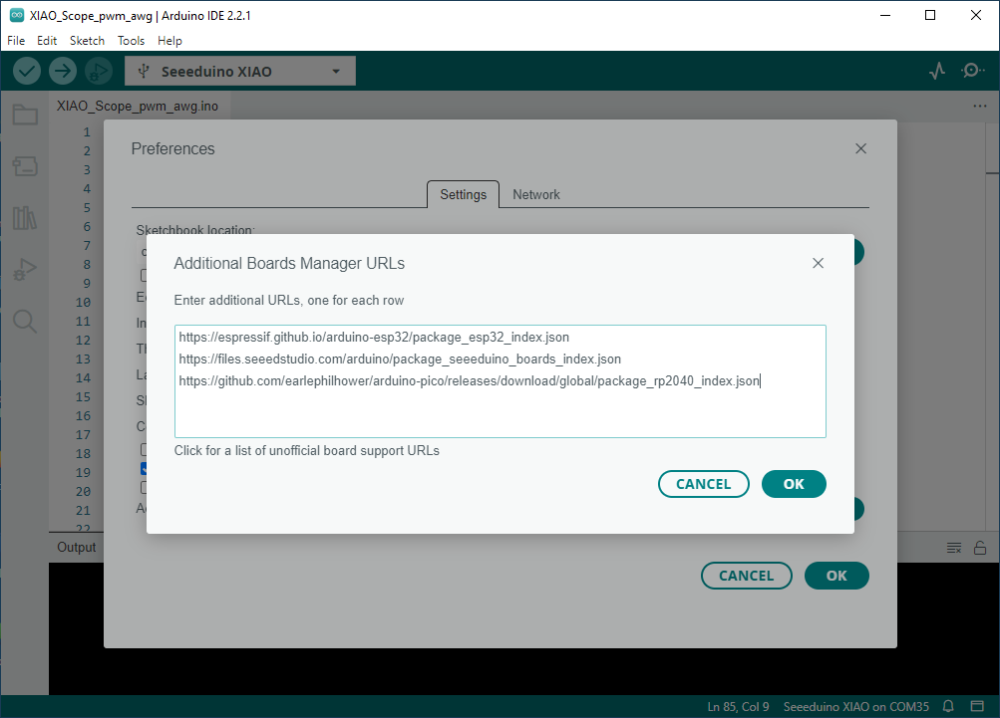 XIAO_Scope_pwm_awg | Arduino IDE 2.2.1
File Edit Sketch Tools Help
Seeeduino XIAO
XIAO_Scope_pwm_awg.ino
1
2
3
4
5
6
7
8
9
10
11
12
13
14
15
16
17
18
19
20
21
22
Preferences
Settings Network
Sketchbook location:
Additional Boards Manager URLs
Enter additional URLs, one for each row
https://espressif.github.io/arduino-esp32/package_esp32_index.json
https://files.seeedstudio.com/arduino/package_seeeduino_boards_index.json
https://github.com/earlephilhower/arduino-pico/releases/download/global/package_rp2040_index.json
Click for a list of unofficial board support URLs
CANCEL OK
CANCEL OK
Output
Ln 85, Col 9 Seeeduino XIAO on COM35